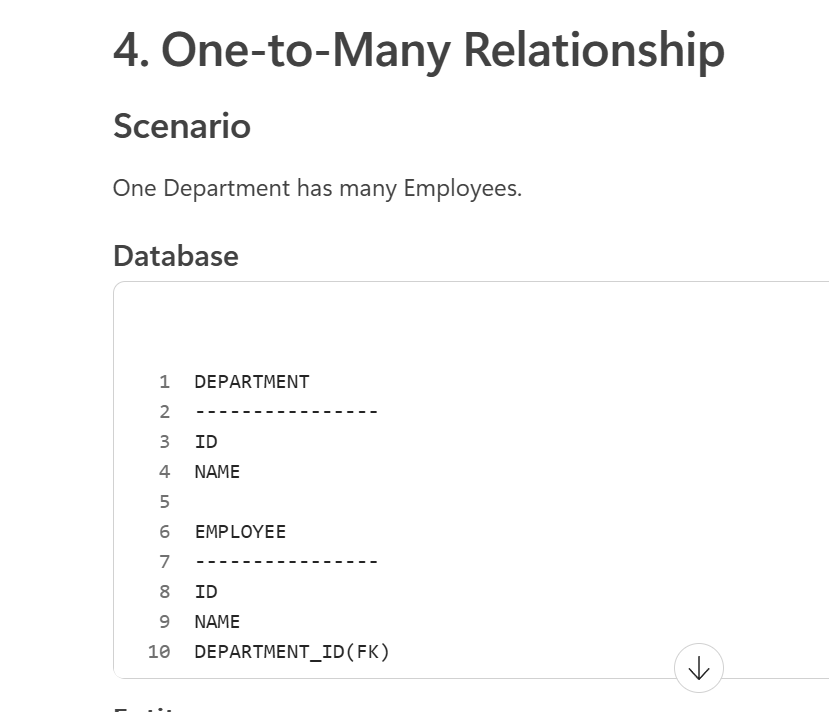 4. One-to-Many Relationship
Scenario
One Department has many Employees.
Database
1 DEPARTMENT
2 ----------------
3 ID
4 NAME
5
6 EMPLOYEE
7 ----------------
8 ID
9 NAME
10 DEPARTMENT_ID(FK)